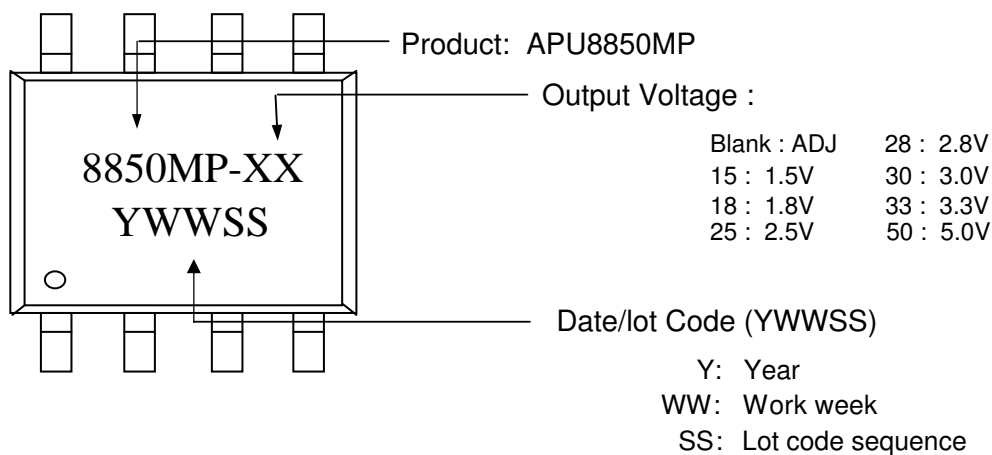 Product: APU8850MP
Output Voltage :
Blank : ADJ 28 : 2.8V
15 : 1.5V 30 : 3.0V
18 : 1.8V 33 : 3.3V
25 : 2.5V 50 : 5.0V
8850MP-XX
YWWSS
Date/lot Code (YWWSS)
Y: Year
WW: Work week
SS: Lot code sequence